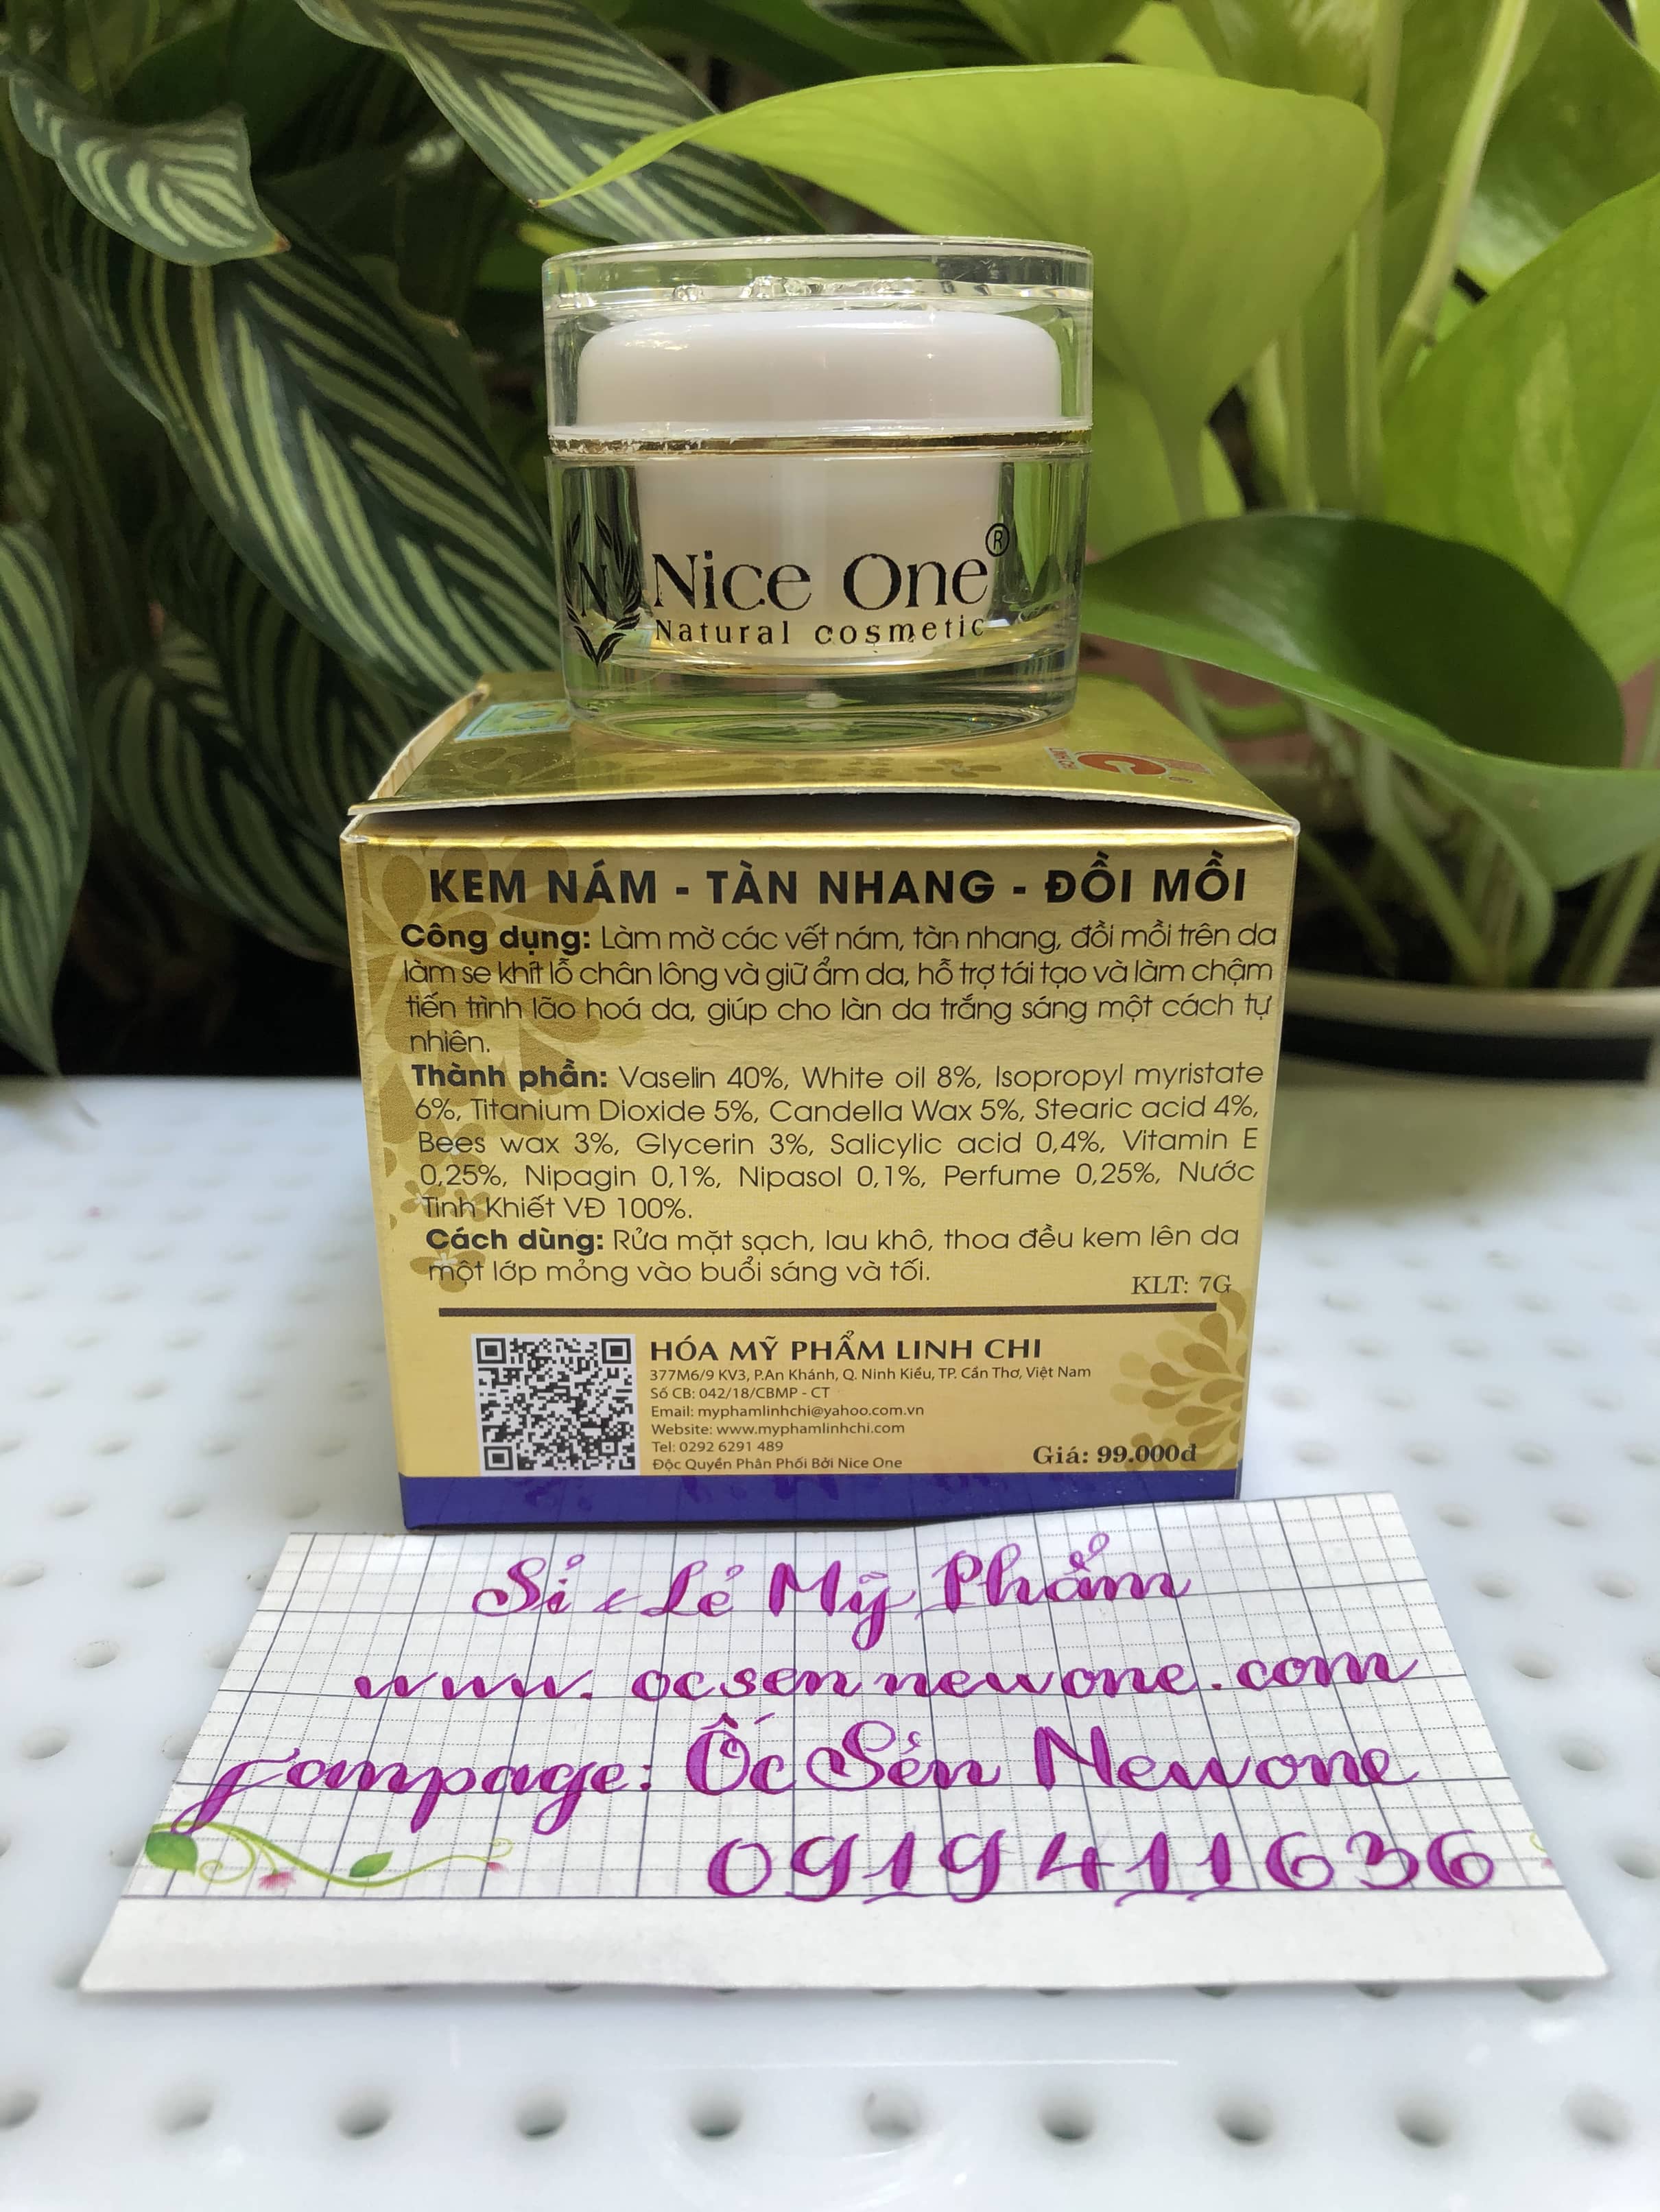 Nice One®
Natural cosmetic
KEM NÁM - TÀN NHANG - ĐỒI MỒI
Công dụng: Làm mờ các vết nám, tàn nhang, đồi mồi trên da
làm se khít lỗ chân lông và giữ ẩm da, hỗ trợ tái tạo và làm chậm
tiến trình lão hoá da, giúp cho làn da trắng sáng một cách tự
nhiên.
Thành phần: Vaselin 40%, White oil 8%, Isopropyl myristate
6%, Titanium Dioxide 5%, Candella Wax 5%, Stearic acid 4%,
Bees wax 3%, Glycerin 3%, Salicylic acid 0,4%, Vitamin E
0,25%, Nipagin 0,1%, Nipasol 0,1%, Perfume 0,25%, Nước
Tinh Khiết VĐ 100%.
Cách dùng: Rửa mặt sạch, lau khô, thoa đều kem lên da
một lớp mỏng vào buổi sáng và tối.
KLT: 7G
HÓA MỸ PHẨM LINH CHI
377M6/9 KV3, P.An Khánh, Q. Ninh Kiều, TP. Cần Thơ, Việt Nam
Số CB: 042/18/CBMP - CT
Email: myphamlinhchi@yahoo.com.vn
Website: www.myphamlinhchi.com
Tel: 0292 6291 489
Độc Quyền Phân Phối Bởi Nice One
Giá: 99.000đ
Sỉ & Lẻ Mỹ Phẩm
www.ocsennewone.com
fanpage: Ốc Sên Newone
0919 411 636